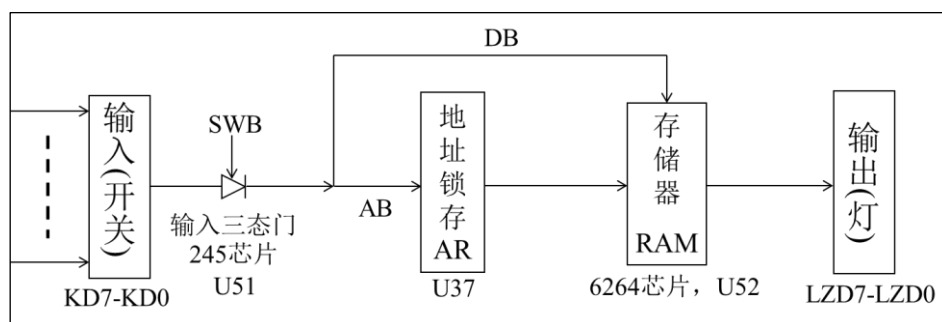 DB
输入(开关)
SWB
地址锁存
AR
存储器
RAM
输出(灯)
AB
输入三态门
245芯片
U51
KD7-KD0
U37
6264芯片，U52
LZD7-LZD0